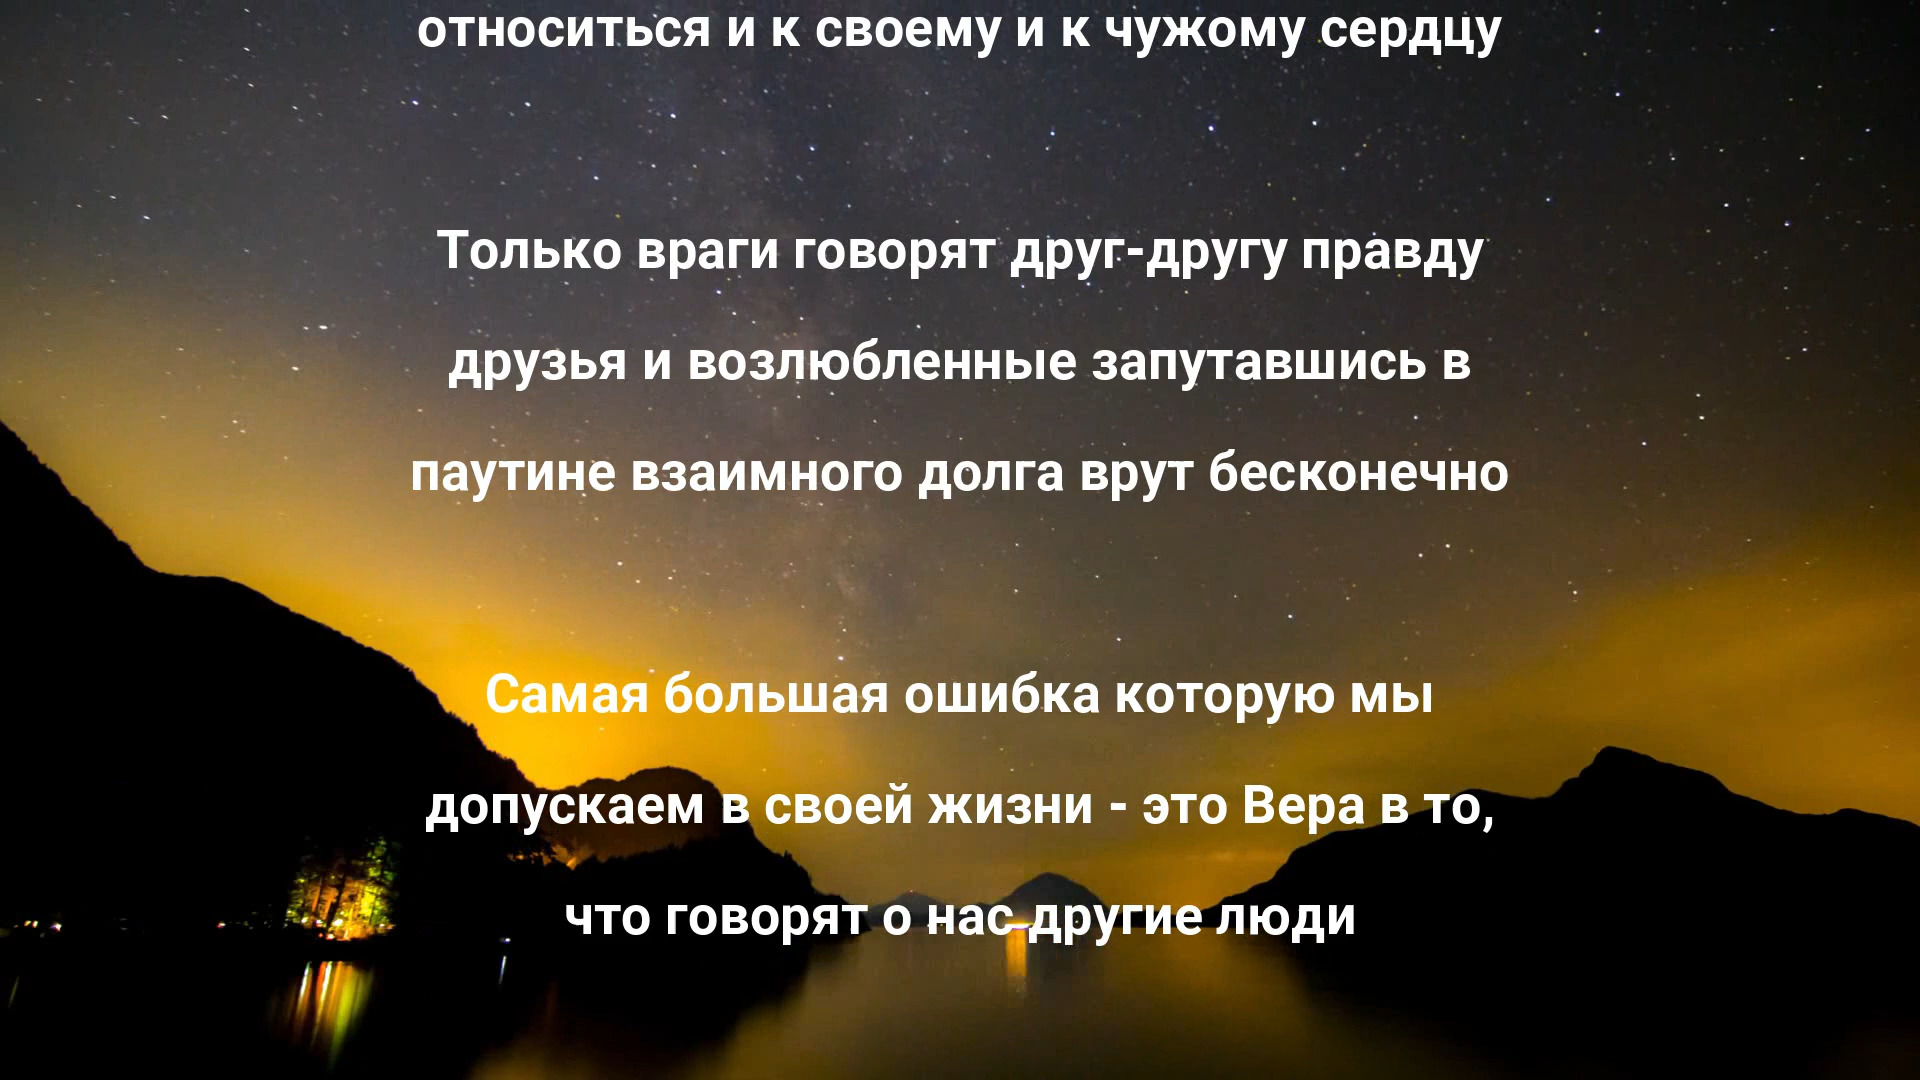 относиться и к своему и к чужому сердцу
Только враги говорят друг-другу правду
друзья и возлюбленные запутавшись в
паутине взаимного долга врут бесконечно
Самая большая ошибка которую мы
допускаем в своей жизни - это Вера в то,
что говорят о нас другие люди